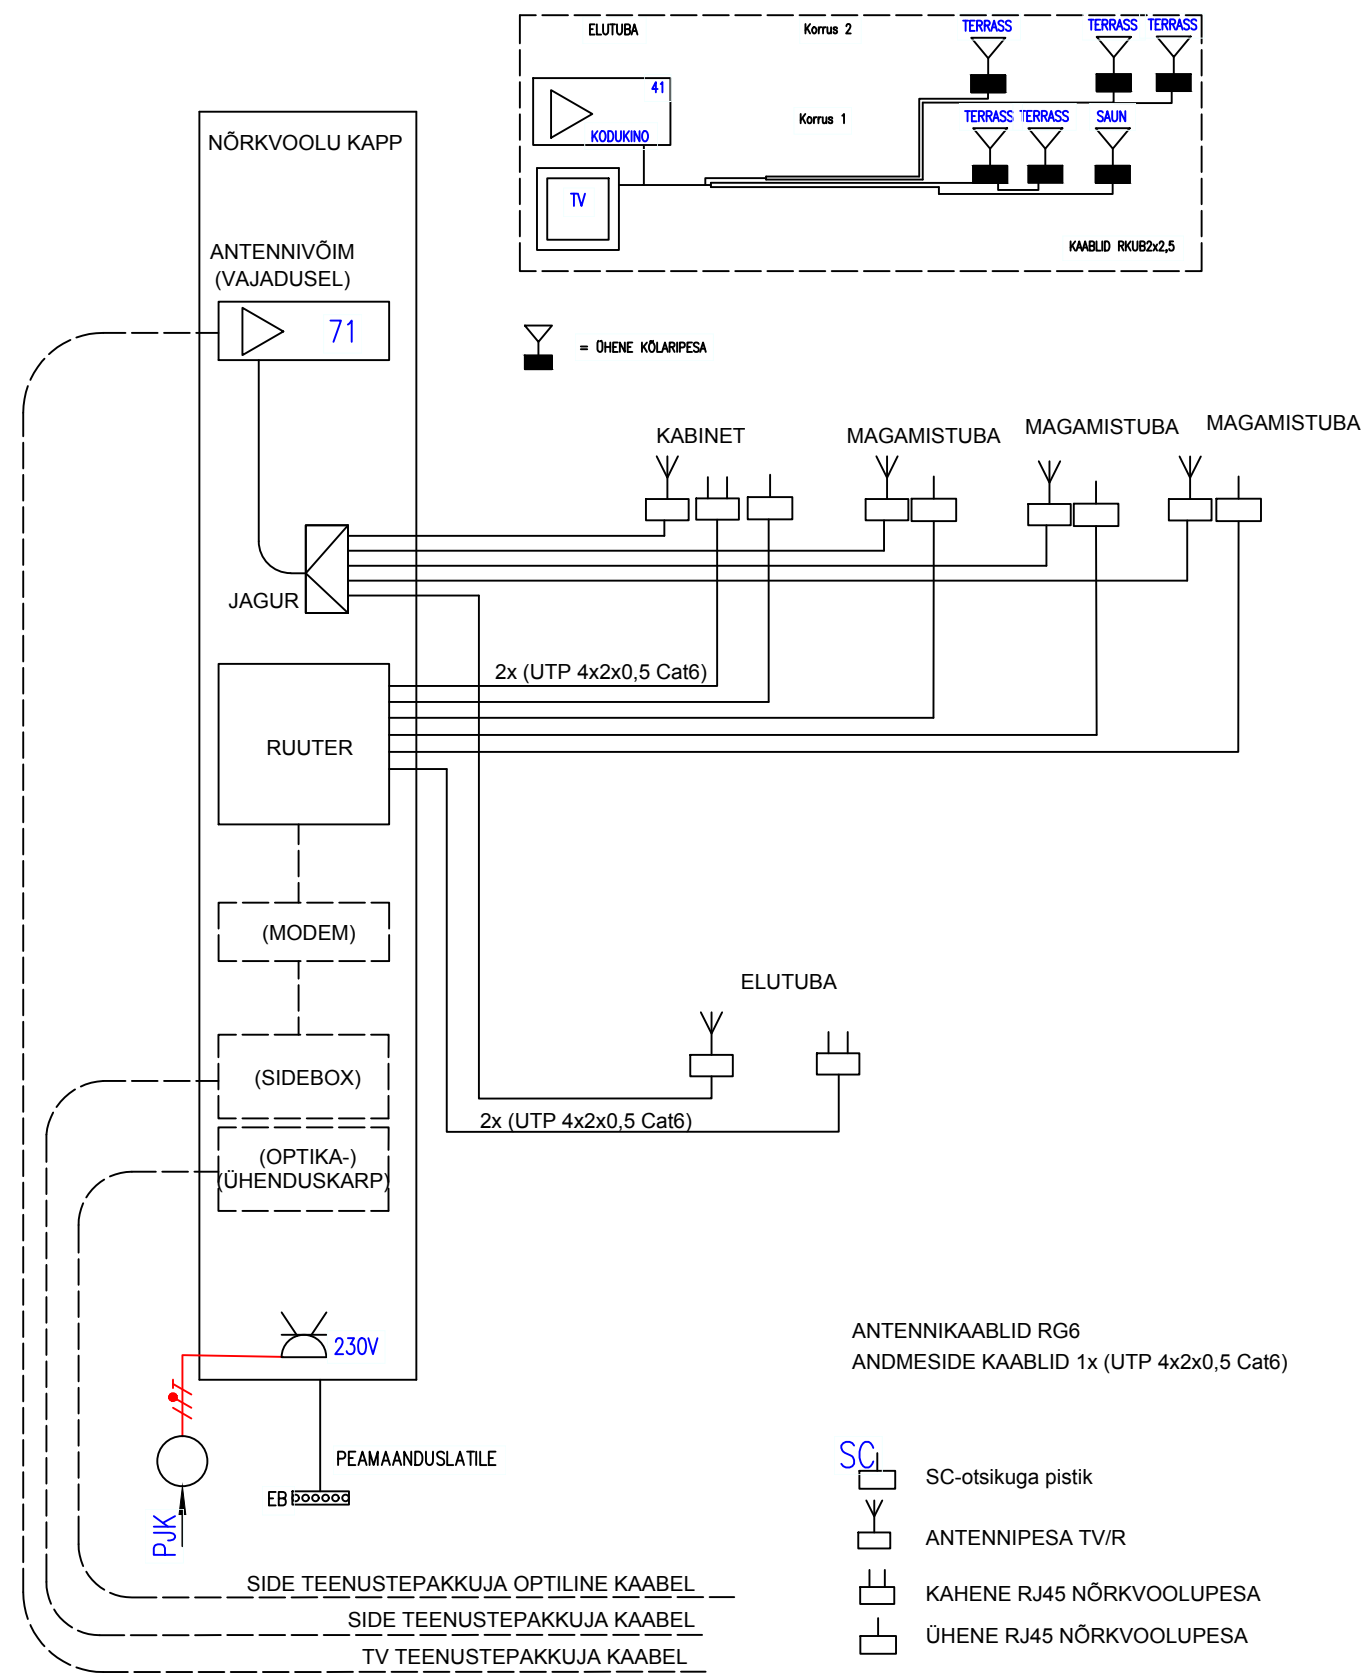 ELUTUBA
Korrus 2
TERRASS
TERRASS
TERRASS
41
KODUKINO
Korrus 1
TERRASS
TERRASS
SAUN
TV
KAABLID RKUB2x2,5
NÕRKVOOLU KAPP
ANTENNIVÕIM
(VAJADUSEL)
71
= ÜHENE KÕLARIPESA
KABINET
MAGAMISTUBA
MAGAMISTUBA
MAGAMISTUBA
JAGUR
2x (UTP 4x2x0,5 Cat6)
RUUTER
(MODEM)
ELUTUBA
(SIDEBOX)
2x (UTP 4x2x0,5 Cat6)
(OPTIKA-)
(ÜHENDUSKARP)
230V
ANTENNIKAABLID RG6
ANDMESIDE KAABLID 1x (UTP 4x2x0,5 Cat6)
PEAMAANDUSLATILE
EB
PJK
SC
SC-otsikuga pistik
ANTENNIPESA TV/R
KAHENE RJ45 NÕRKVOOLUPESA
ÜHENE RJ45 NÕRKVOOLUPESA
SIDE TEENUSTEPAKKUJA OPTILINE KAABEL
SIDE TEENUSTEPAKKUJA KAABEL
TV TEENUSTEPAKKUJA KAABEL